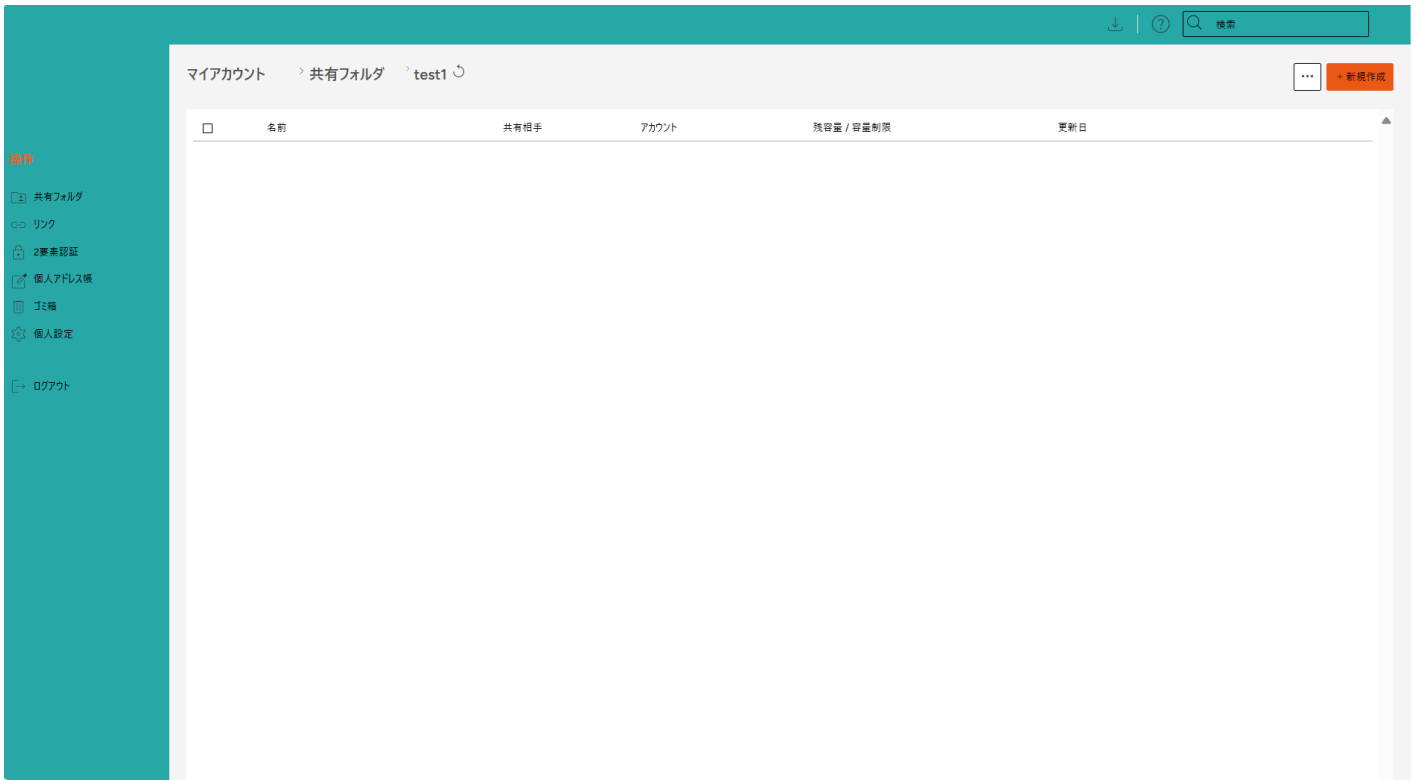 検索
マイアカウント > 共有フォルダ > test1
… + 新規作成
名前 共有相手 アカウント 残容量 / 容量制限 更新日
操作
共有フォルダ
リンク
2要素認証
個人アドレス帳
ゴミ箱
個人設定
ログアウト